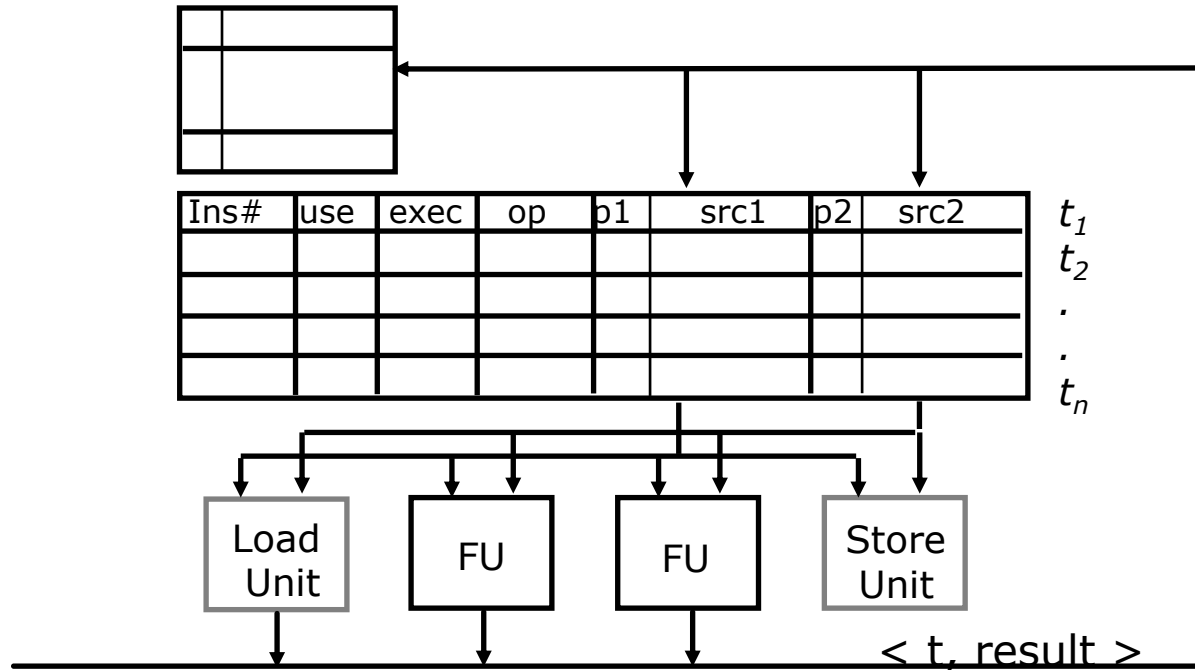 Ins# use exec op p1 src1 p2 src2 t₁
t₂
.
.
tₙ
Load Unit
FU
FU
Store Unit
< t, result >